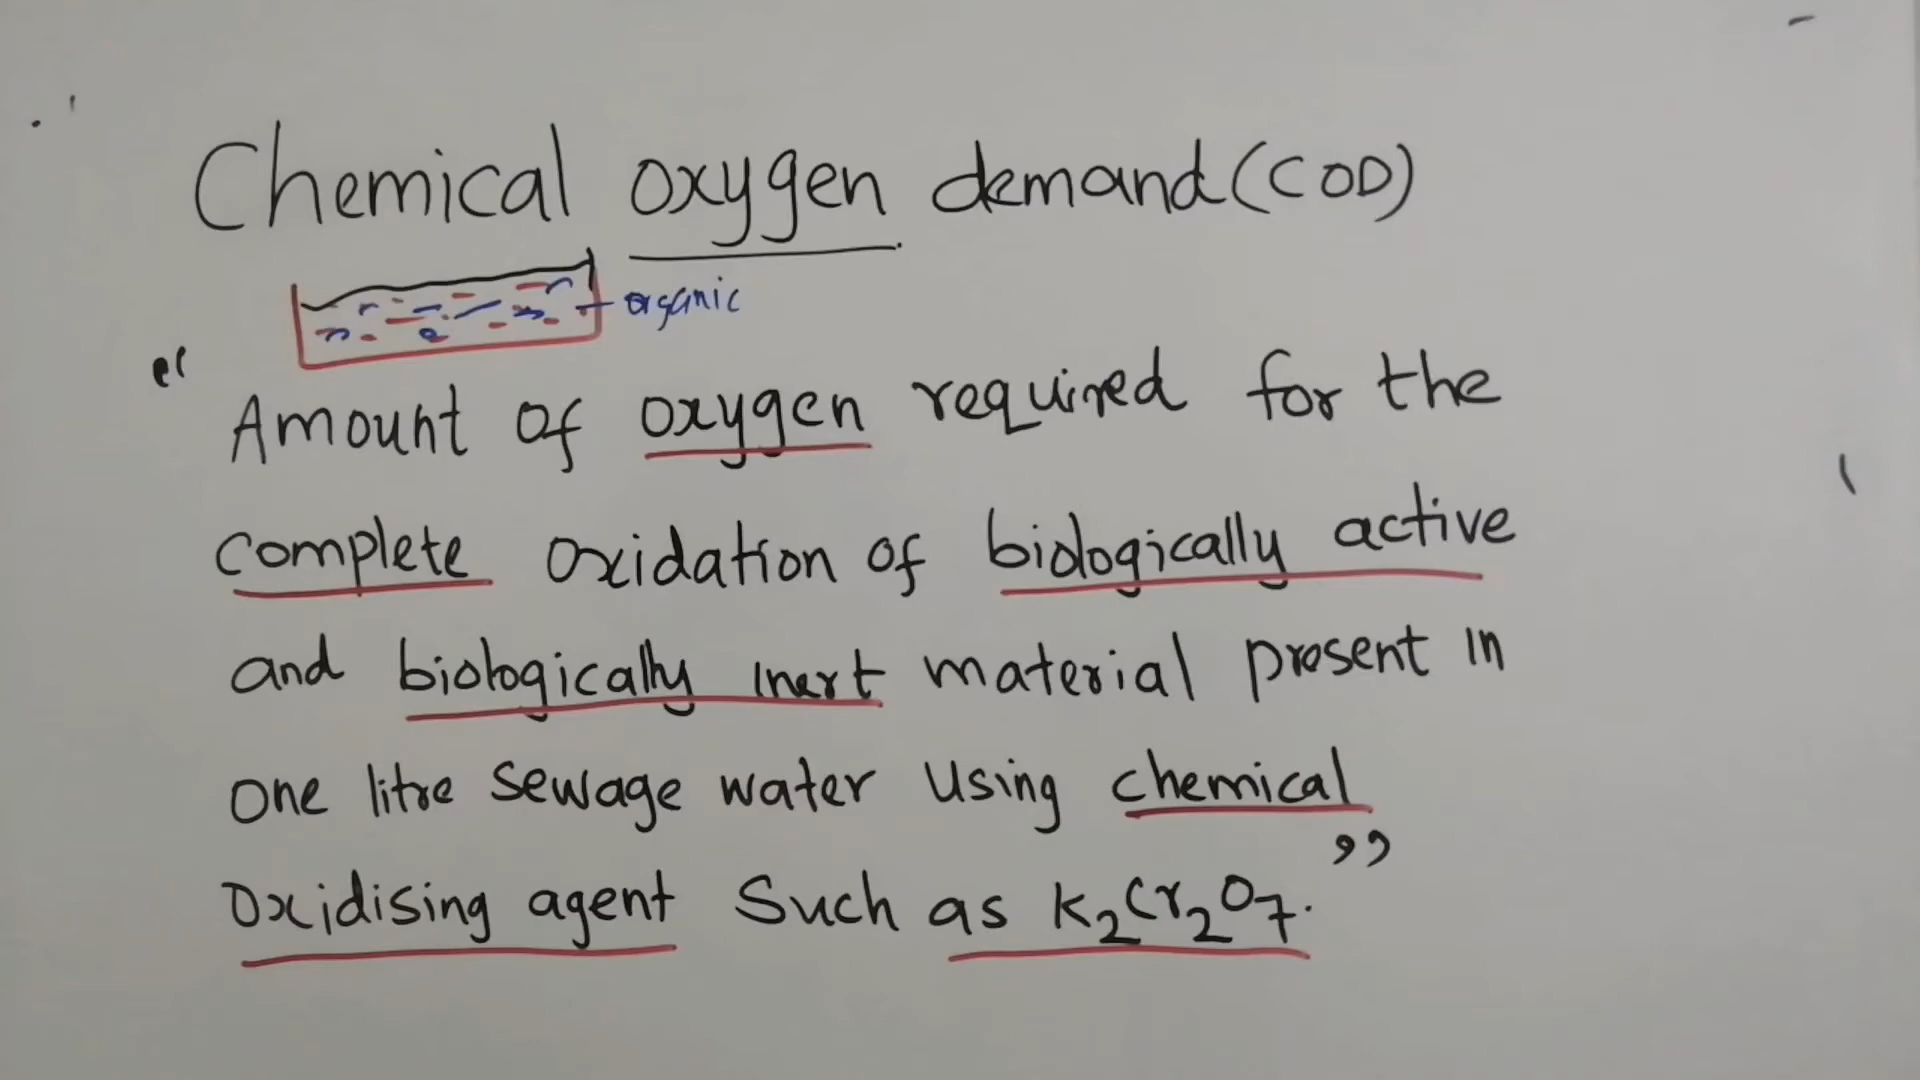 Chemical oxygen demand (COD)
organic
"Amount of oxygen required for the
complete oxidation of biologically active
and biologically inert material present in
one litre sewage water using chemical
oxidising agent such as K2Cr2O7."